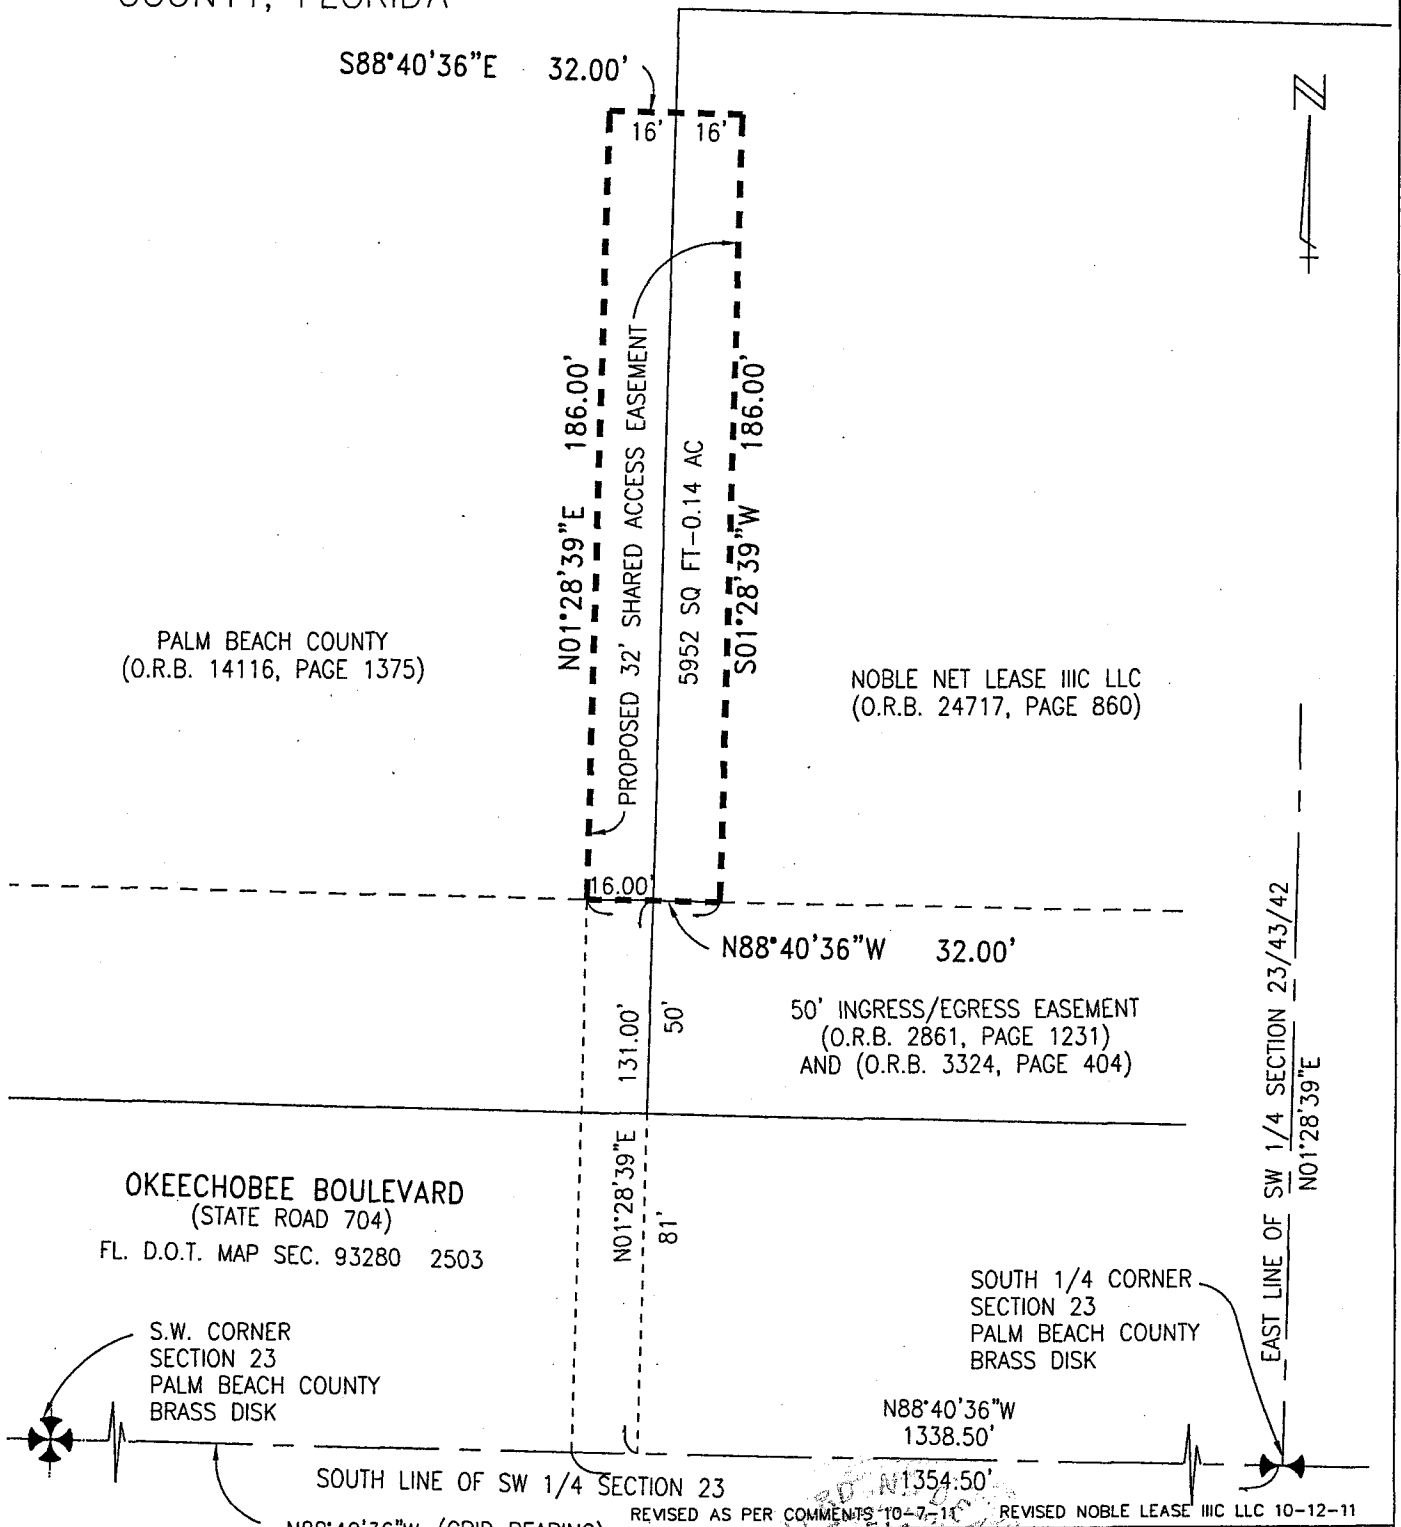 COUNTY, FLORIDA
S88°40'36"E 32.00'
N
16' 16'
PROPOSED 32' SHARED ACCESS EASEMENT
N01°28'39"E 186.00'
5952 SQ FT-0.14 AC
S01°28'39"W 186.00'
PALM BEACH COUNTY
(O.R.B. 14116, PAGE 1375)
NOBLE NET LEASE IIIC LLC
(O.R.B. 24717, PAGE 860)
16.00'
N88°40'36"W 32.00'
131.00'
50'
50' INGRESS/EGRESS EASEMENT
(O.R.B. 2861, PAGE 1231)
AND (O.R.B. 3324, PAGE 404)
EAST LINE OF SW 1/4 SECTION 23/43/42
N01°28'39"E
N01°28'39"E
81'
OKEECHOBEE BOULEVARD
(STATE ROAD 704)
FL. D.O.T. MAP SEC. 93280 2503
S.W. CORNER
SECTION 23
PALM BEACH COUNTY
BRASS DISK
SOUTH 1/4 CORNER
SECTION 23
PALM BEACH COUNTY
BRASS DISK
N88°40'36"W
1338.50'
1354.50'
SOUTH LINE OF SW 1/4 SECTION 23
REVISED AS PER COMMENTS 10-7-11
REVISED NOBLE LEASE IIIC LLC 10-12-11
N88°40'36"W (GRID BEARING)